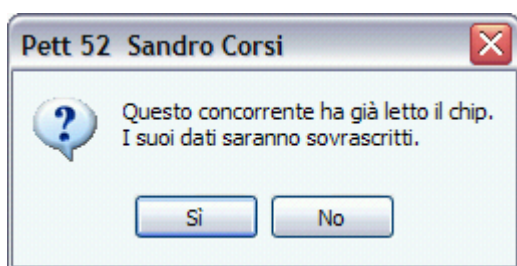 Pett 52 Sandro Corsi
Questo concorrente ha già letto il chip.
I suoi dati saranno sovrascritti.
Sì No